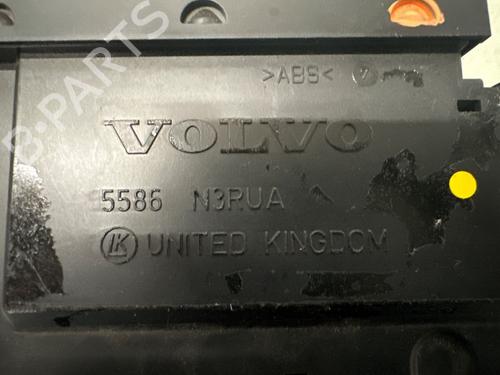 >ABS<
VOLVO
5586 N3RUA
LK UNITED KINGDOM
B-PARTS